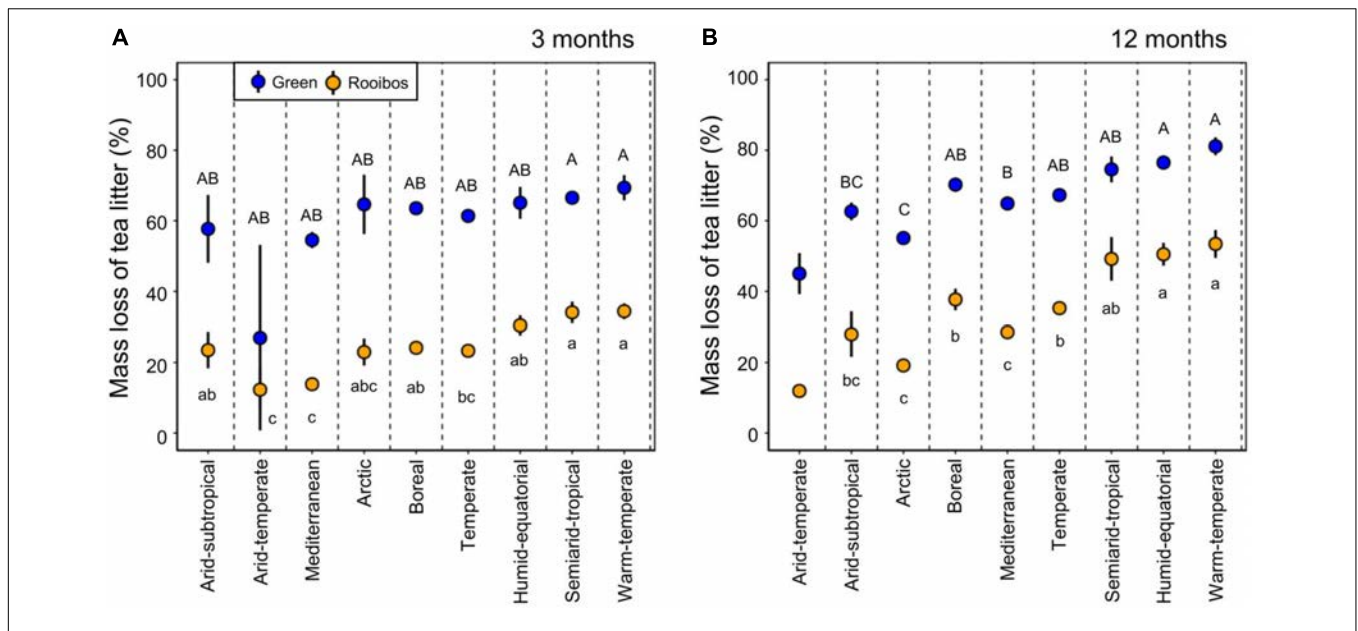 A
3 months
Green Rooibos
Mass loss of tea litter (%)
100
80
60
40
20
0
AB AB AB AB AB AB AB A A
ab c c abc ab bc ab a a
Arid-subtropical
Arid-temperate
Mediterranean
Arctic
Boreal
Temperate
Humid-equatorial
Semiarid-tropical
Warm-temperate
B
12 months
Mass loss of tea litter (%)
100
80
60
40
20
0
BC C AB B AB AB A A
bc c b c b ab a a
Arid-temperate
Arid-subtropical
Arctic
Boreal
Mediterranean
Temperate
Semiarid-tropical
Humid-equatorial
Warm-temperate